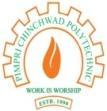 PIMPRI CHINCHWAD POLYTECHNIC
WORK IS WORSHIP
ESTD. 1990